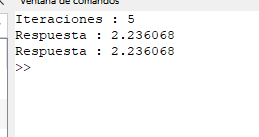 Ventana de comandos
Iteraciones : 5
Respuesta : 2.236068
Respuesta : 2.236068
>>